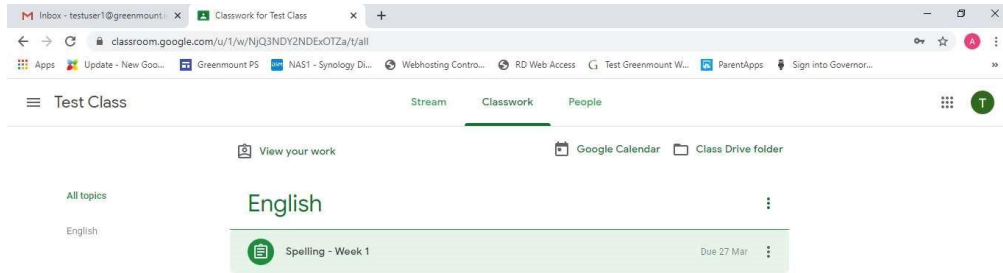 Inbox - testuser1@greenmount.i Classwork for Test Class
classroom.google.com/u/1/w/NjQ3NDY2NDExOTZa/t/all A
Apps Update - New Goo... Greenmount PS NAS1 - Synology Di... Webhosting Contro... RD Web Access Test Greenmount W... ParentApps Sign into Governor...
Test Class Stream Classwork People T
View your work Google Calendar Class Drive folder
All topics English
English
Spelling - Week 1 Due 27 Mar